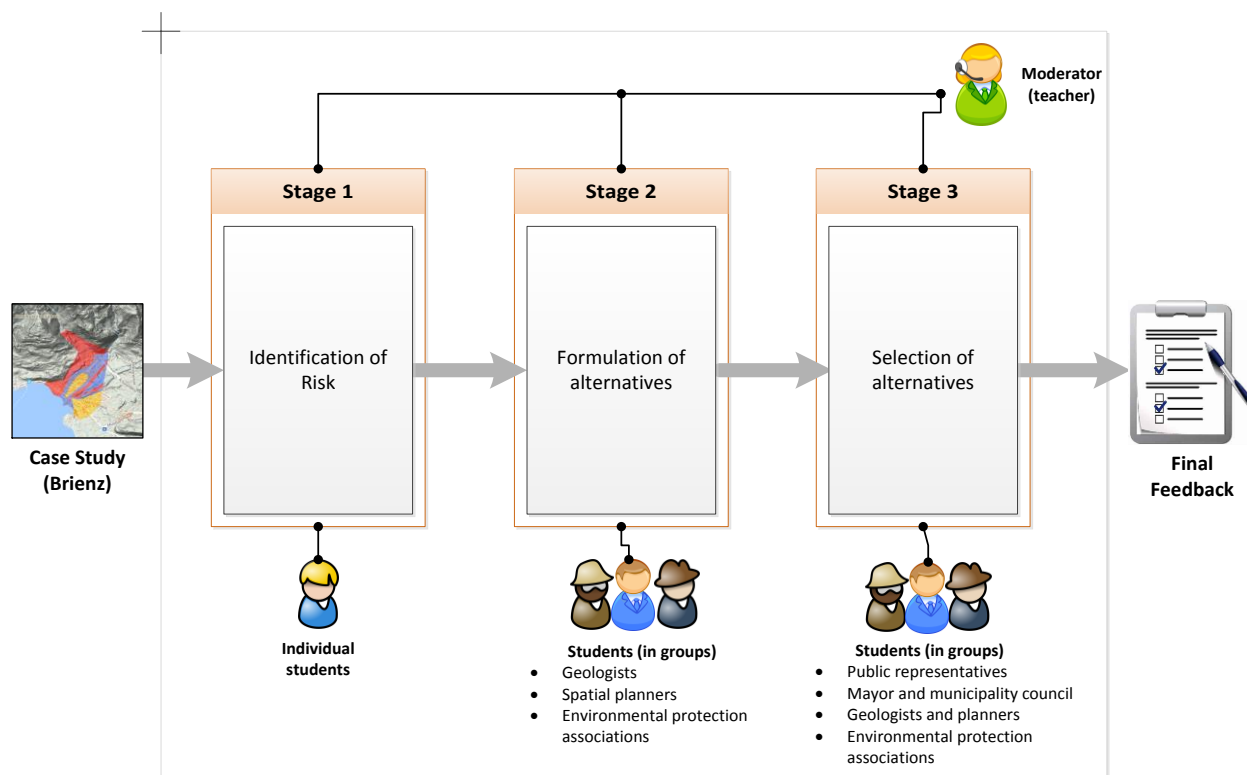 Moderator
(teacher)
Stage 1
Stage 2
Stage 3
Identification of
Risk
Formulation of
alternatives
Selection of
alternatives
Case Study
(Brienz)
Final
Feedback
Individual
students
Students (in groups)
• Geologists
• Spatial planners
• Environmental protection
associations
Students (in groups)
• Public representatives
• Mayor and municipality council
• Geologists and planners
• Environmental protection
associations